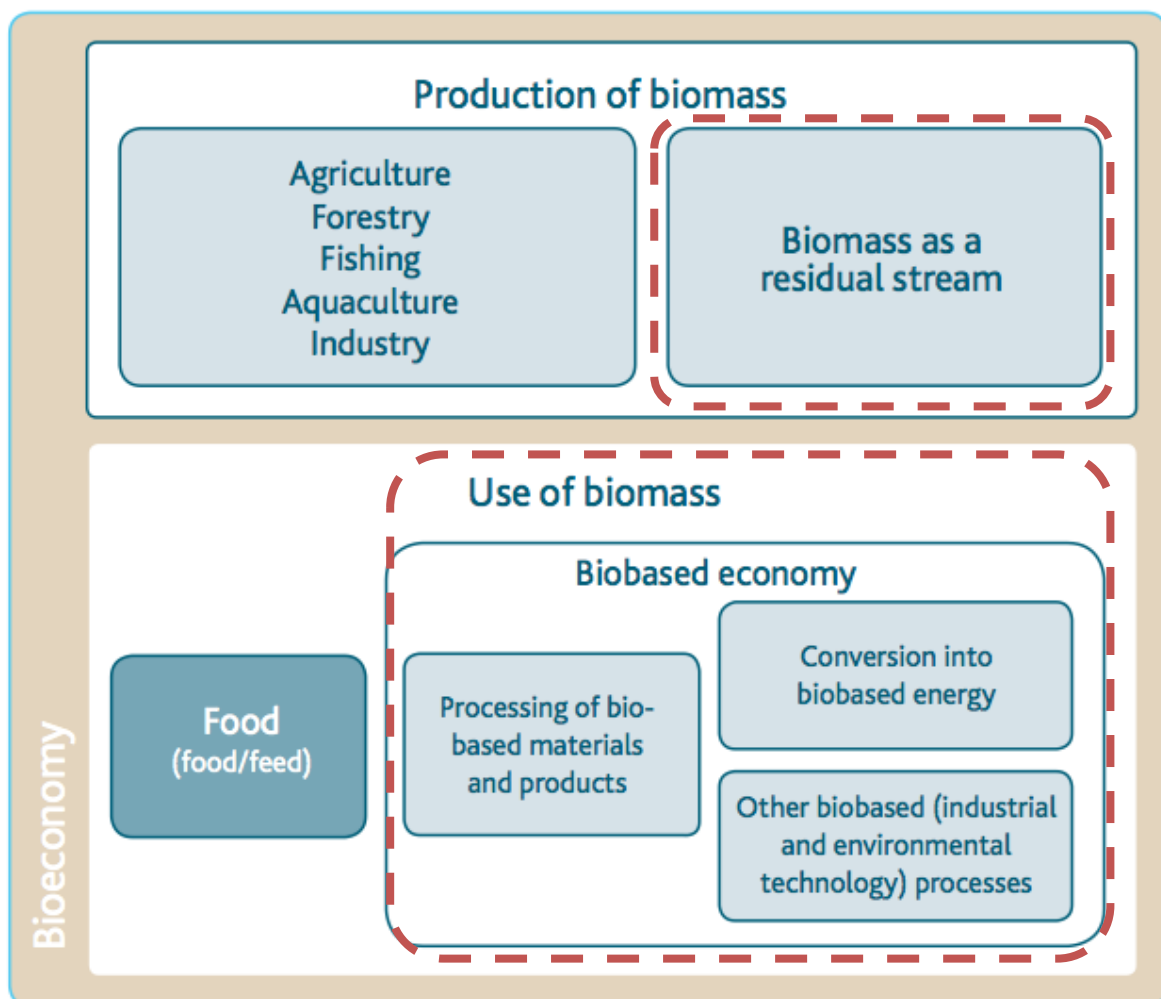 Production of biomass
Agriculture
Forestry
Fishing
Aquaculture
Industry
Biomass as a
residual stream
Use of biomass
Biobased economy
Food
(food/feed)
Processing of bio-
based materials
and products
Conversion into
biobased energy
Other biobased (industrial
and environmental
technology) processes
Bioeconomy